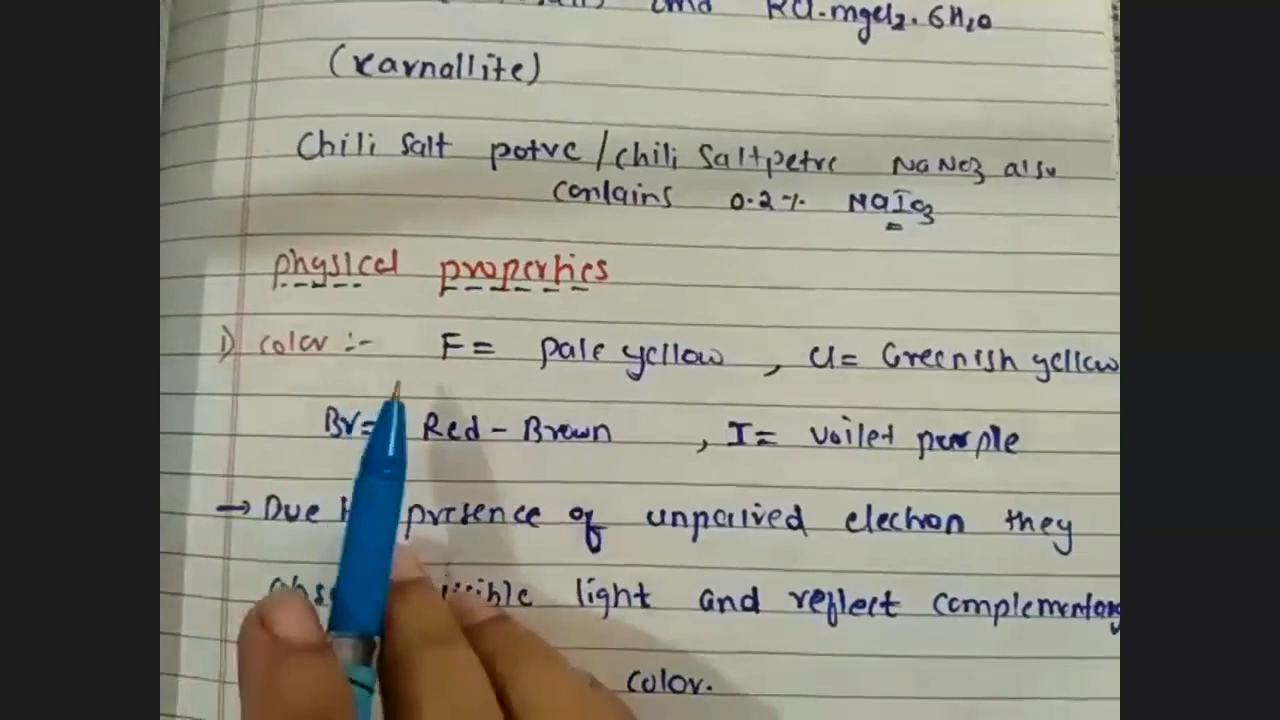 and KCl.mgcl2.6H2O
(karnallite)
Chili salt potre/chili saltpetre NaNO3 also
contains 0.2% NaIO3
physical properties
1) color :- F= pale yellow , Cl= Greenish yellow
Br= Red-Brown , I= voilet purple
→ Due presence of unpaired electron they
light and reflect complementary
color.